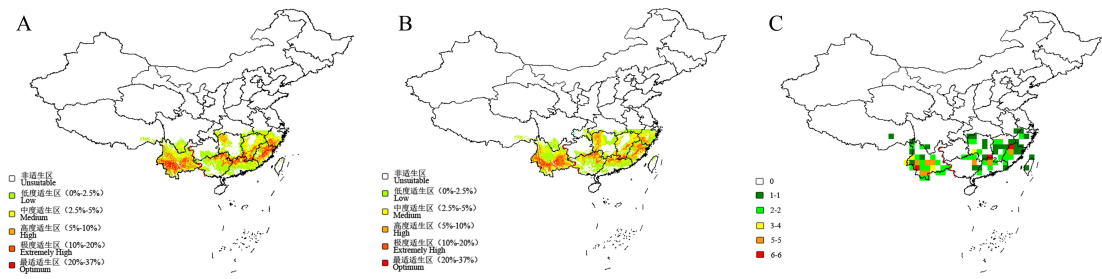 A
非适生区
Unsuitable
低度适生区（0%-2.5%）
Low
中度适生区（2.5%-5%）
Medium
高度适生区（5%-10%）
High
极度适生区（10%-20%）
Extremely High
最适适生区（20%-37%）
Optimum
B
非适生区
Unsuitable
低度适生区（0%-2.5%）
Low
中度适生区（2.5%-5%）
Medium
高度适生区（5%-10%）
High
极度适生区（10%-20%）
Extremely High
最适适生区（20%-37%）
Optimum
C
0
1-1
2-2
3-4
5-5
6-6